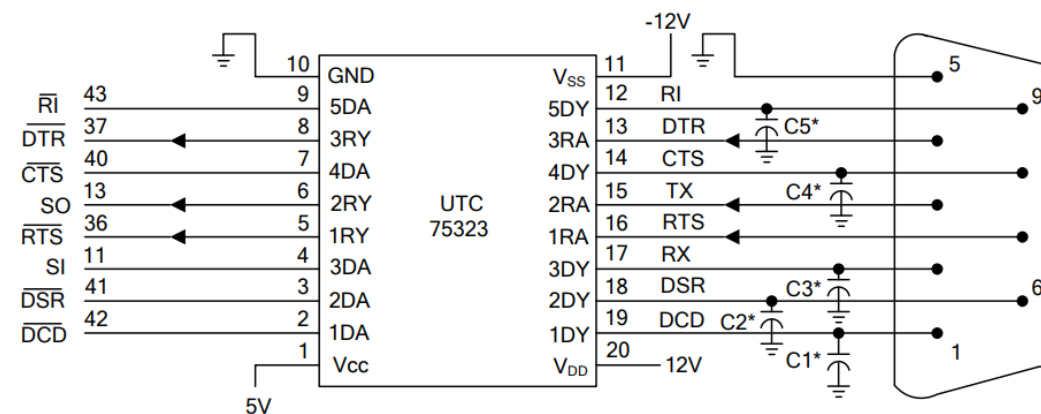 -12V
10 GND VSS 11 5
43 9 5DA 5DY 12 RI 9
RI
37 8 3RY 3RA 13 DTR C5*
DTR
40 7 4DA 4DY 14 CTS
CTS
13 6 2RY UTC 2RA 15 TX C4*
SO
36 5 1RY 75323 1RA 16 RTS
RTS
11 4 3DA 3DY 17 RX
SI
41 3 2DA 2DY 18 DSR C3* 6
DSR
42 2 1DA 1DY 19 DCD C2*
DCD
1 Vcc VDD 20 12V C1* 1
5V